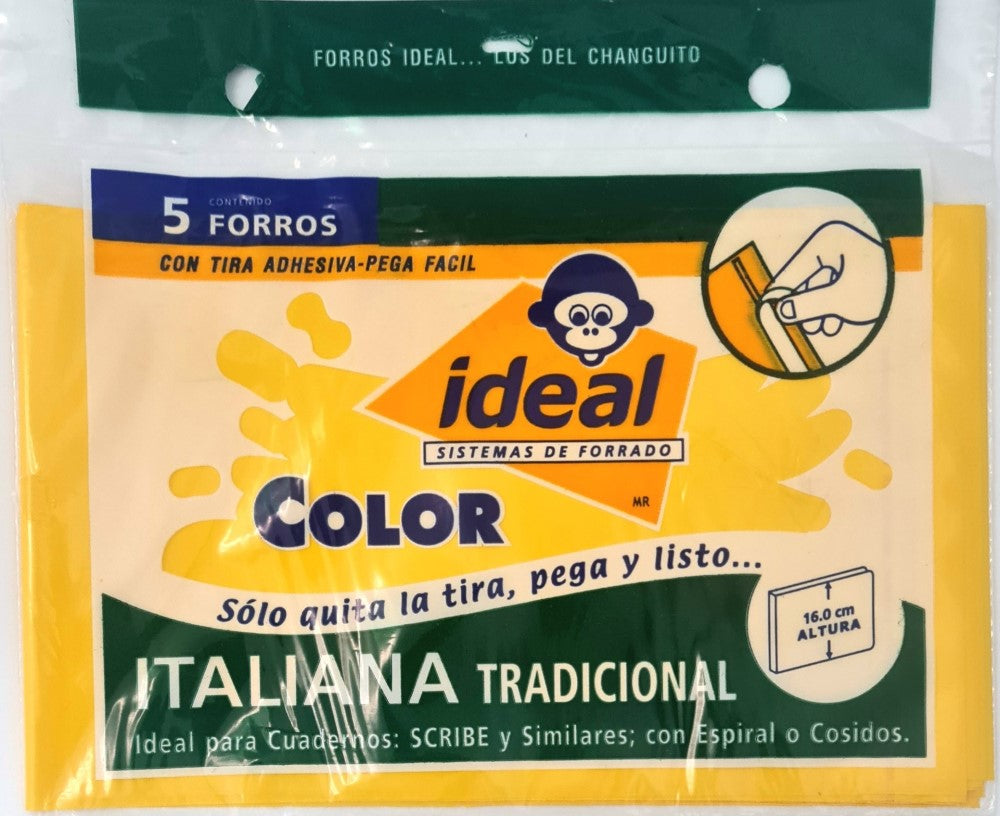 FORROS IDEAL... LOS DEL CHANGUITO
CONTENIDO
5 FORROS
CON TIRA ADHESIVA-PEGA FACIL
ideal
SISTEMAS DE FORRADO
MR
COLOR
Sólo quita la tira, pega y listo...
16.0 cm
ALTURA
ITALIANA TRADICIONAL
Ideal para Cuadernos: SCRIBE y Similares; con Espiral o Cosidos.